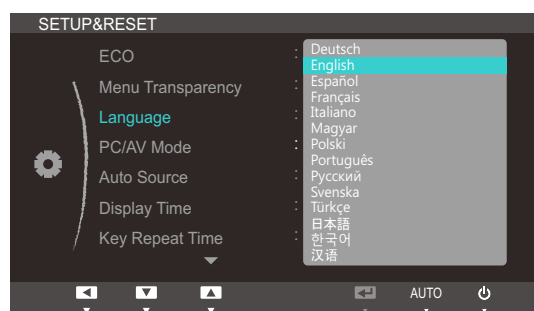 SETUP&RESET
ECO :
Menu Transparency :
Language :
PC/AV Mode :
Auto Source :
Display Time :
Key Repeat Time :
Deutsch
English
Español
Français
Italiano
Magyar
Polski
Português
Русский
Svenska
Türkçe
日本語
한국어
汉语
AUTO